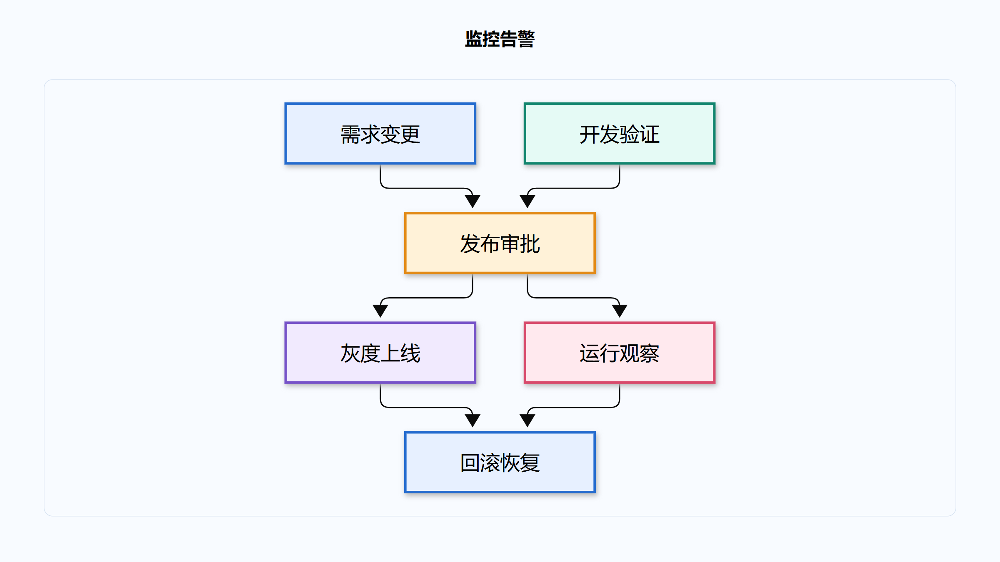 监控告警
需求变更
开发验证
发布审批
灰度上线
运行观察
回滚恢复